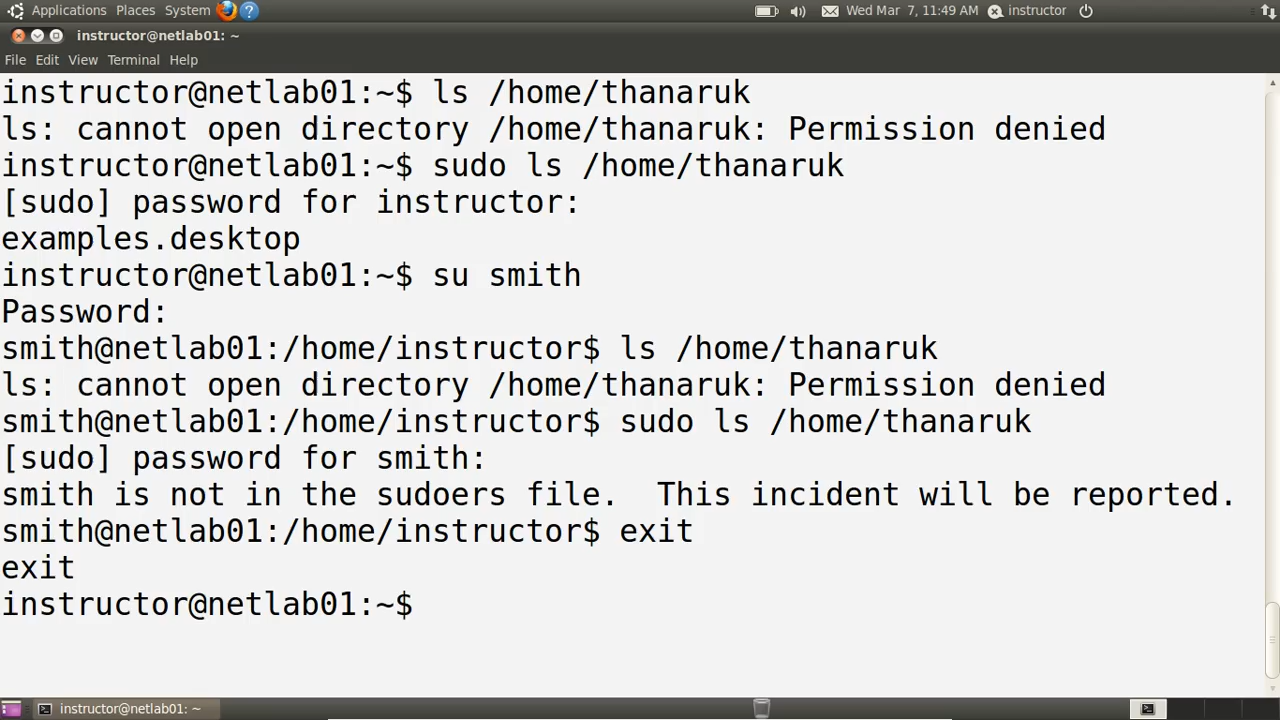 Applications Places System Wed Mar 7, 11:49 AM instructor
instructor@netlab01: ~
File Edit View Terminal Help
instructor@netlab01:~$ ls /home/thanaruk
ls: cannot open directory /home/thanaruk: Permission denied
instructor@netlab01:~$ sudo ls /home/thanaruk
[sudo] password for instructor:
examples.desktop
instructor@netlab01:~$ su smith
Password:
smith@netlab01:/home/instructor$ ls /home/thanaruk
ls: cannot open directory /home/thanaruk: Permission denied
smith@netlab01:/home/instructor$ sudo ls /home/thanaruk
[sudo] password for smith:
smith is not in the sudoers file.  This incident will be reported.
smith@netlab01:/home/instructor$ exit
exit
instructor@netlab01:~$
instructor@netlab01: ~